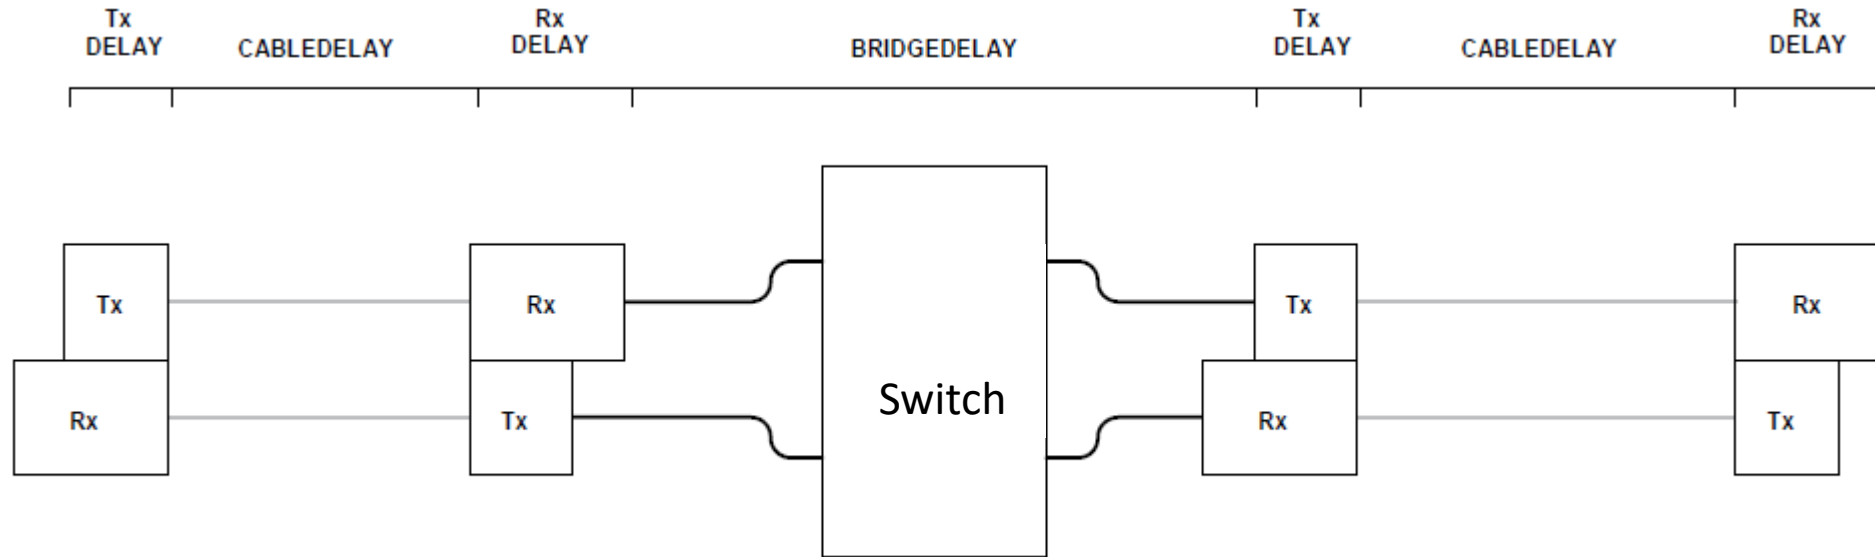 Tx
DELAY
CABLEDELAY
Rx
DELAY
BRIDGEDELAY
Tx
DELAY
CABLEDELAY
Rx
DELAY
Tx
Rx
Tx
Rx
Rx
Tx
Switch
Rx
Tx